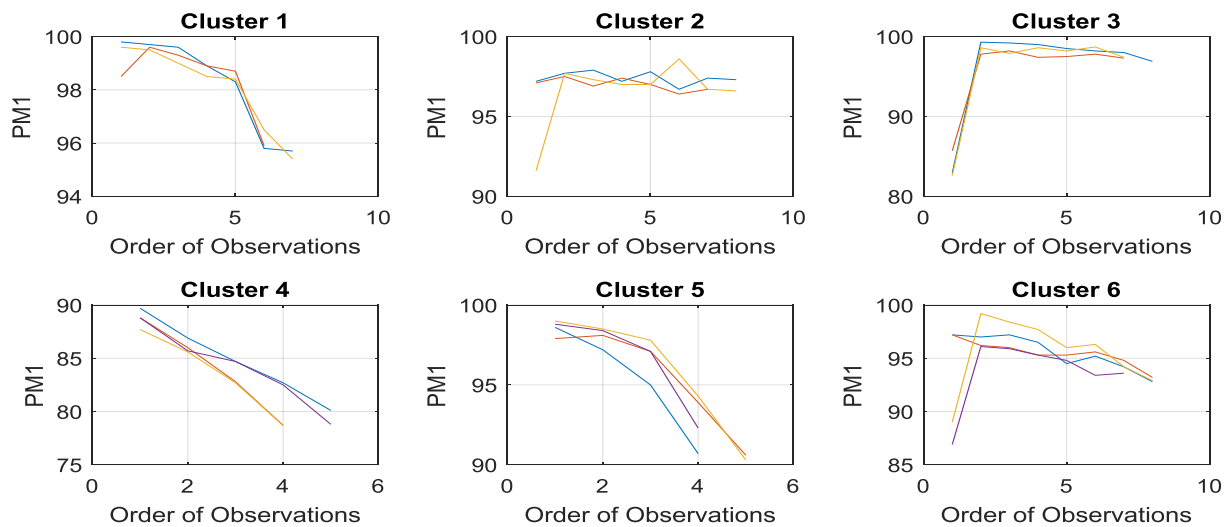 Cluster 1
100
98
96
94
PM1
0
5
10
Order of Observations
Cluster 2
100
95
90
PM1
0
5
10
Order of Observations
Cluster 3
100
90
80
PM1
0
5
10
Order of Observations
Cluster 4
90
85
80
75
PM1
0
2
4
6
Order of Observations
Cluster 5
100
95
90
PM1
0
2
4
6
Order of Observations
Cluster 6
100
95
90
85
PM1
0
5
10
Order of Observations